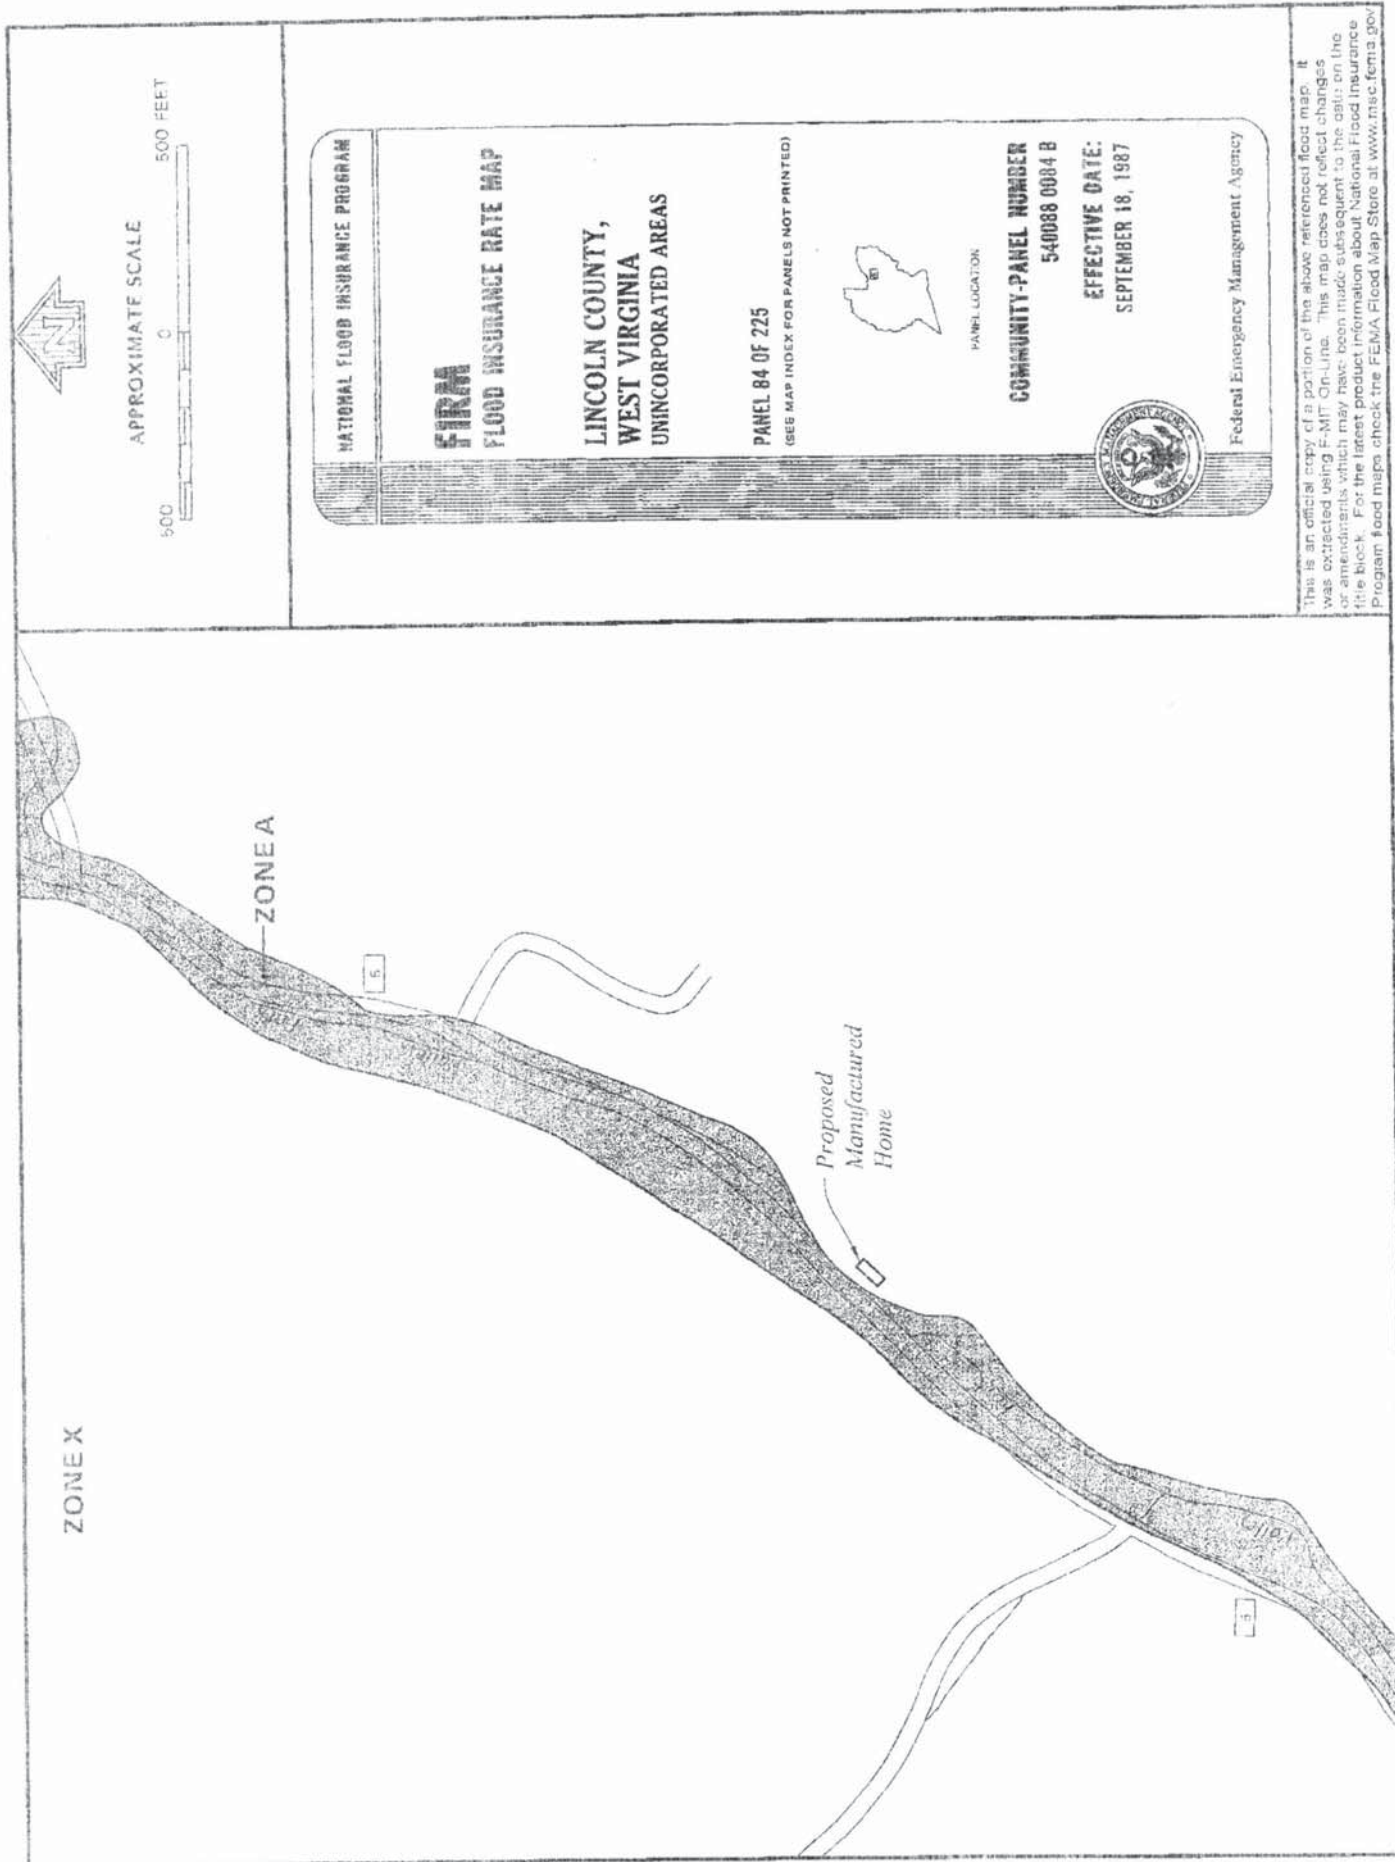 ZONE X
ZONE A
5
Proposed
Manufactured
Home
APPROXIMATE SCALE
500 0 500 FEET
N
NATIONAL FLOOD INSURANCE PROGRAM
FIRM
FLOOD INSURANCE RATE MAP
LINCOLN COUNTY,
WEST VIRGINIA
UNINCORPORATED AREAS
PANEL 84 OF 225
(SEE MAP INDEX FOR PANELS NOT PRINTED)
PANEL LOCATION
COMMUNITY-PANEL NUMBER
540088 0084 B
EFFECTIVE DATE:
SEPTEMBER 18, 1987
Federal Emergency Management Agency
This is an official copy of a portion of the above referenced flood map. It
was extracted using F-MIT On-Line. This map does not reflect changes
or amendments which may have been made subsequent to the date on the
title block. For the latest product information about National Flood Insurance
Program flood maps check the FEMA Flood Map Store at www.msc.fema.gov